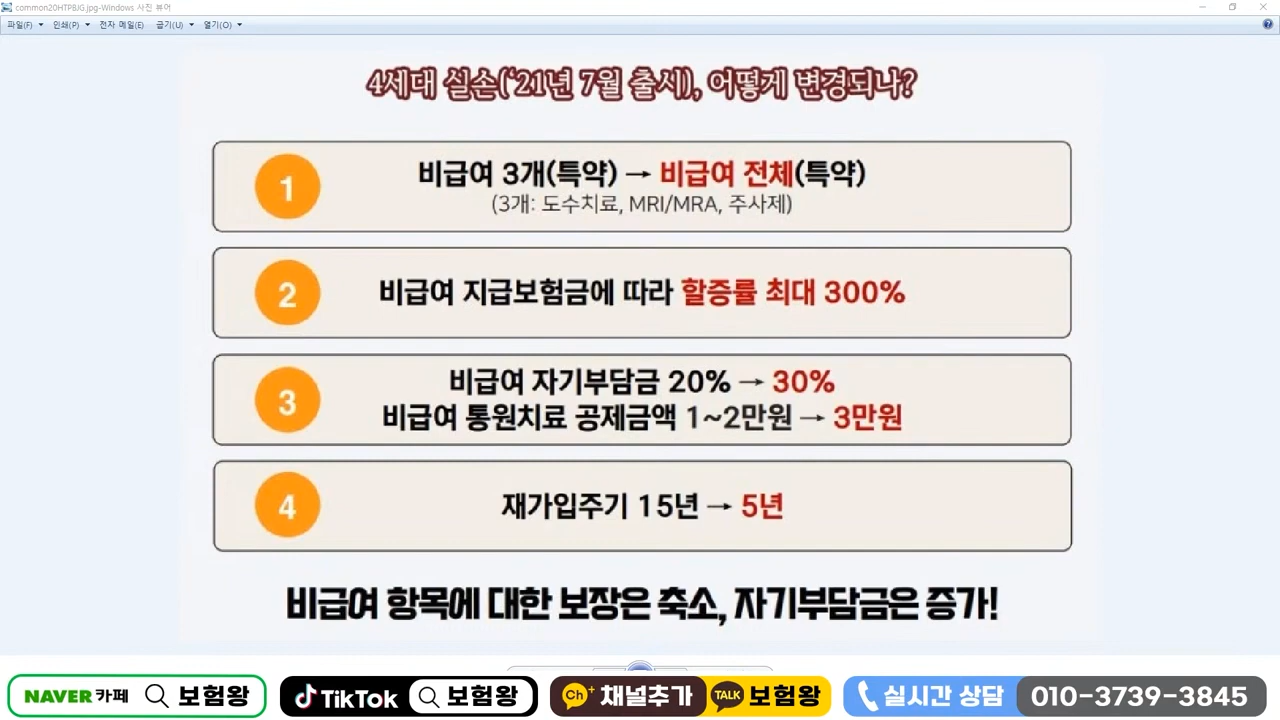 common20HTPBJG.jpg-Windows 사진 뷰어
파일(F) 인쇄(P) 전자 메일(E) 굽기(U) 열기(O)
4세대 실손('21년 7월 출시), 어떻게 변경되나?
1
비급여 3개(특약) → 비급여 전체(특약)
(3개: 도수치료, MRI/MRA, 주사제)
2
비급여 지급보험금에 따라 할증률 최대 300%
3
비급여 자기부담금 20% → 30%
비급여 통원치료 공제금액 1~2만원 → 3만원
4
재가입주기 15년 → 5년
비급여 항목에 대한 보장은 축소, 자기부담금은 증가!
NAVER 카페 보험왕 TikTok 보험왕 Ch+ 채널추가 TALK 보험왕 실시간 상담 010-3739-3845